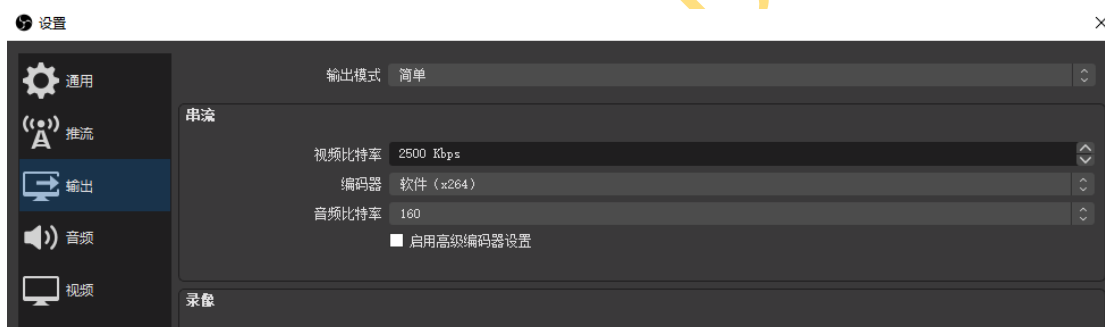 设置
通用
推流
输出
音频
视频
输出模式 简单
串流
视频比特率 2500 Kbps
编码器 软件（x264）
音频比特率 160
启用高级编码器设置
录像